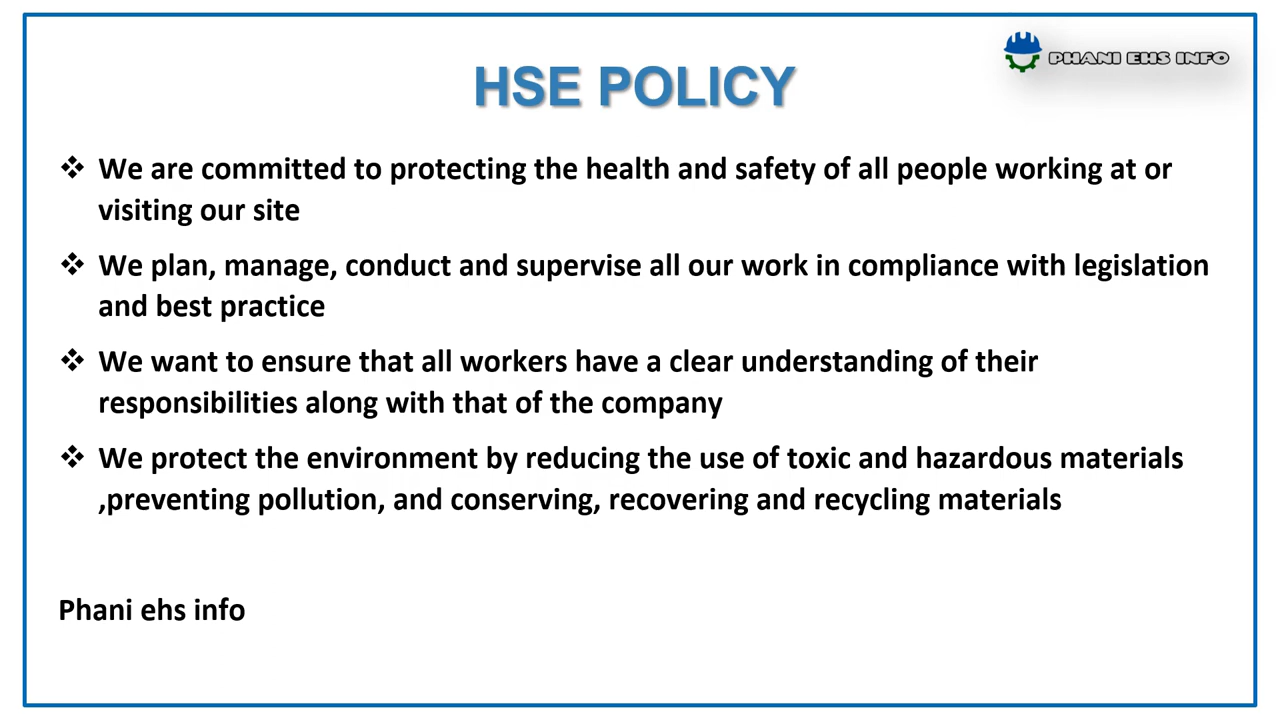 PHANI EHS INFO
HSE POLICY
❖ We are committed to protecting the health and safety of all people working at or
visiting our site
❖ We plan, manage, conduct and supervise all our work in compliance with legislation
and best practice
❖ We want to ensure that all workers have a clear understanding of their
responsibilities along with that of the company
❖ We protect the environment by reducing the use of toxic and hazardous materials
,preventing pollution, and conserving, recovering and recycling materials
Phani ehs info